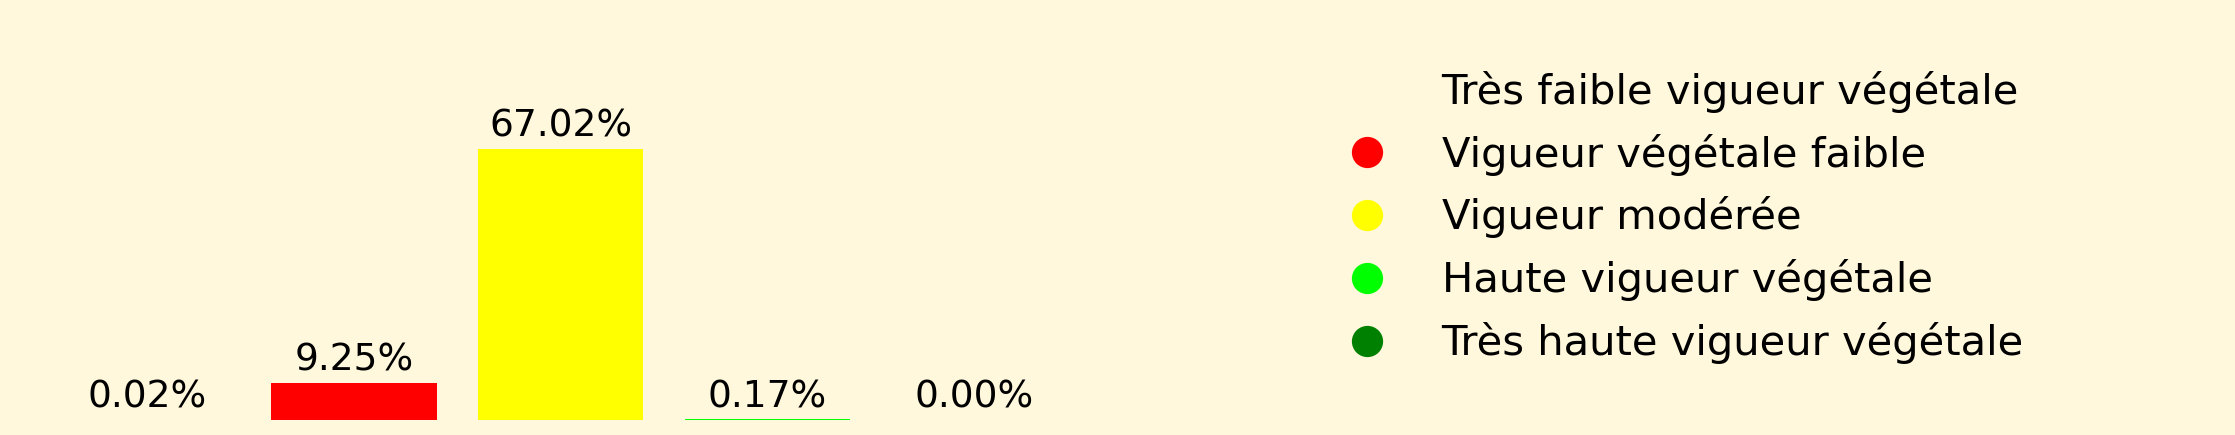 67.02%
9.25%
0.02%
0.17%
0.00%
Très faible vigueur végétale
Vigueur végétale faible
Vigueur modérée
Haute vigueur végétale
Très haute vigueur végétale